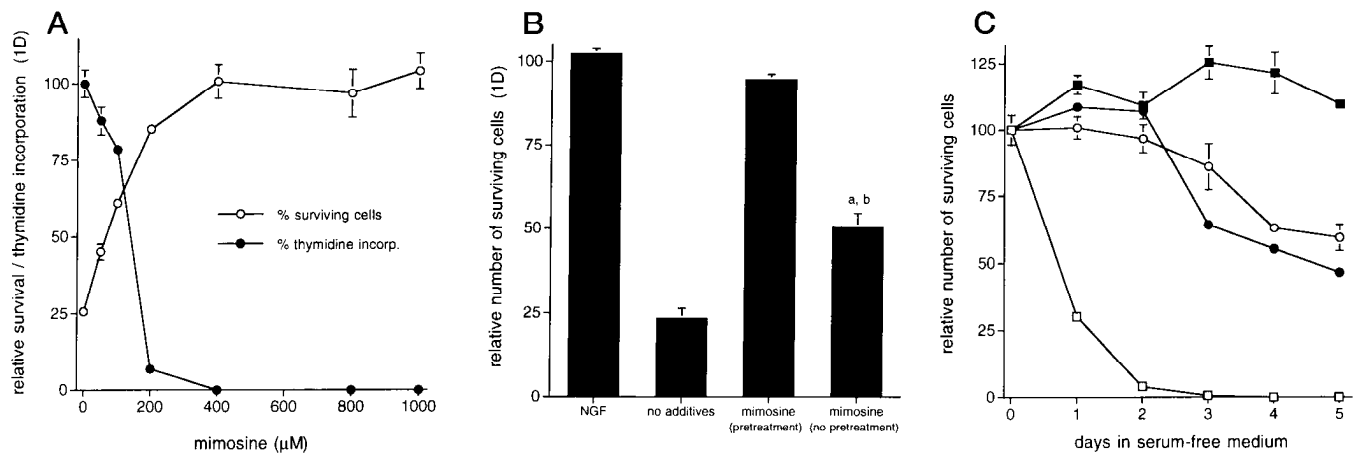 A
relative survival / thymidine incorporation (1D)
100
75
50
25
0
% surviving cells
% thymidine incorp.
0 200 400 600 800 1000
mimosine (μM)
B
relative number of surviving cells (1D)
100
75
50
25
0
a, b
NGF no additives mimosine mimosine
(pretreatment) (no pretreatment)
C
relative number of surviving cells
125
100
75
50
25
0
0 1 2 3 4 5
days in serum-free medium